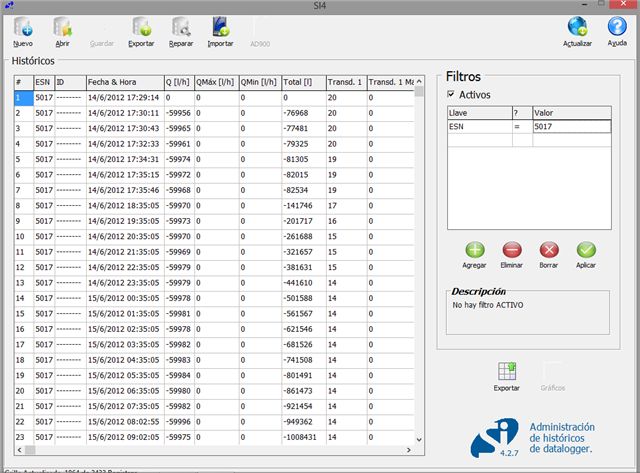 SI4
Nuevo Abrir Guardar Exportar Reparar Importar AD900 Actualizar Ayuda
Históricos
# ESN ID Fecha & Hora Q [l/h] QMáx [l/h] QMin [l/h] Total [l] Transd. 1 Transd. 1 Má
1 5017 -------- 14/6/2012 17:29:14 0 0 0 0 20 0
2 5017 -------- 14/6/2012 17:30:11 -59956 0 0 -76968 20 0
3 5017 -------- 14/6/2012 17:30:43 -59965 0 0 -77481 20 0
4 5017 -------- 14/6/2012 17:32:33 -59961 0 0 -79325 20 0
5 5017 -------- 14/6/2012 17:34:31 -59974 0 0 -81305 19 0
6 5017 -------- 14/6/2012 17:35:15 -59972 0 0 -82015 19 0
7 5017 -------- 14/6/2012 17:35:46 -59968 0 0 -82534 19 0
8 5017 -------- 14/6/2012 18:35:05 -59970 0 0 -141746 17 0
9 5017 -------- 14/6/2012 19:35:05 -59973 0 0 -201717 16 0
10 5017 -------- 14/6/2012 20:35:05 -59970 0 0 -261688 15 0
11 5017 -------- 14/6/2012 21:35:05 -59969 0 0 -321657 15 0
12 5017 -------- 14/6/2012 22:35:05 -59979 0 0 -381631 15 0
13 5017 -------- 14/6/2012 23:35:05 -59979 0 0 -441610 14 0
14 5017 -------- 15/6/2012 00:35:05 -59978 0 0 -501588 14 0
15 5017 -------- 15/6/2012 01:35:05 -59981 0 0 -561567 14 0
16 5017 -------- 15/6/2012 02:35:05 -59978 0 0 -621546 14 0
17 5017 -------- 15/6/2012 03:35:05 -59982 0 0 -681526 14 0
18 5017 -------- 15/6/2012 04:35:05 -59983 0 0 -741508 14 0
19 5017 -------- 15/6/2012 05:35:05 -59984 0 0 -801491 14 0
20 5017 -------- 15/6/2012 06:35:05 -59980 0 0 -861473 14 0
21 5017 -------- 15/6/2012 07:35:05 -59982 0 0 -921454 14 0
22 5017 -------- 15/6/2012 08:02:55 -59996 0 0 -949362 14 0
23 5017 -------- 15/6/2012 09:02:05 -59975 0 0 -1008431 14 0
Filtros
Activos
Llave ? Valor
ESN = 5017
Agregar Eliminar Borrar Aplicar
Descripción
No hay filtro ACTIVO
Exportar Gráficos
SI 4.2.7
Administración
de históricos
de datalogger.